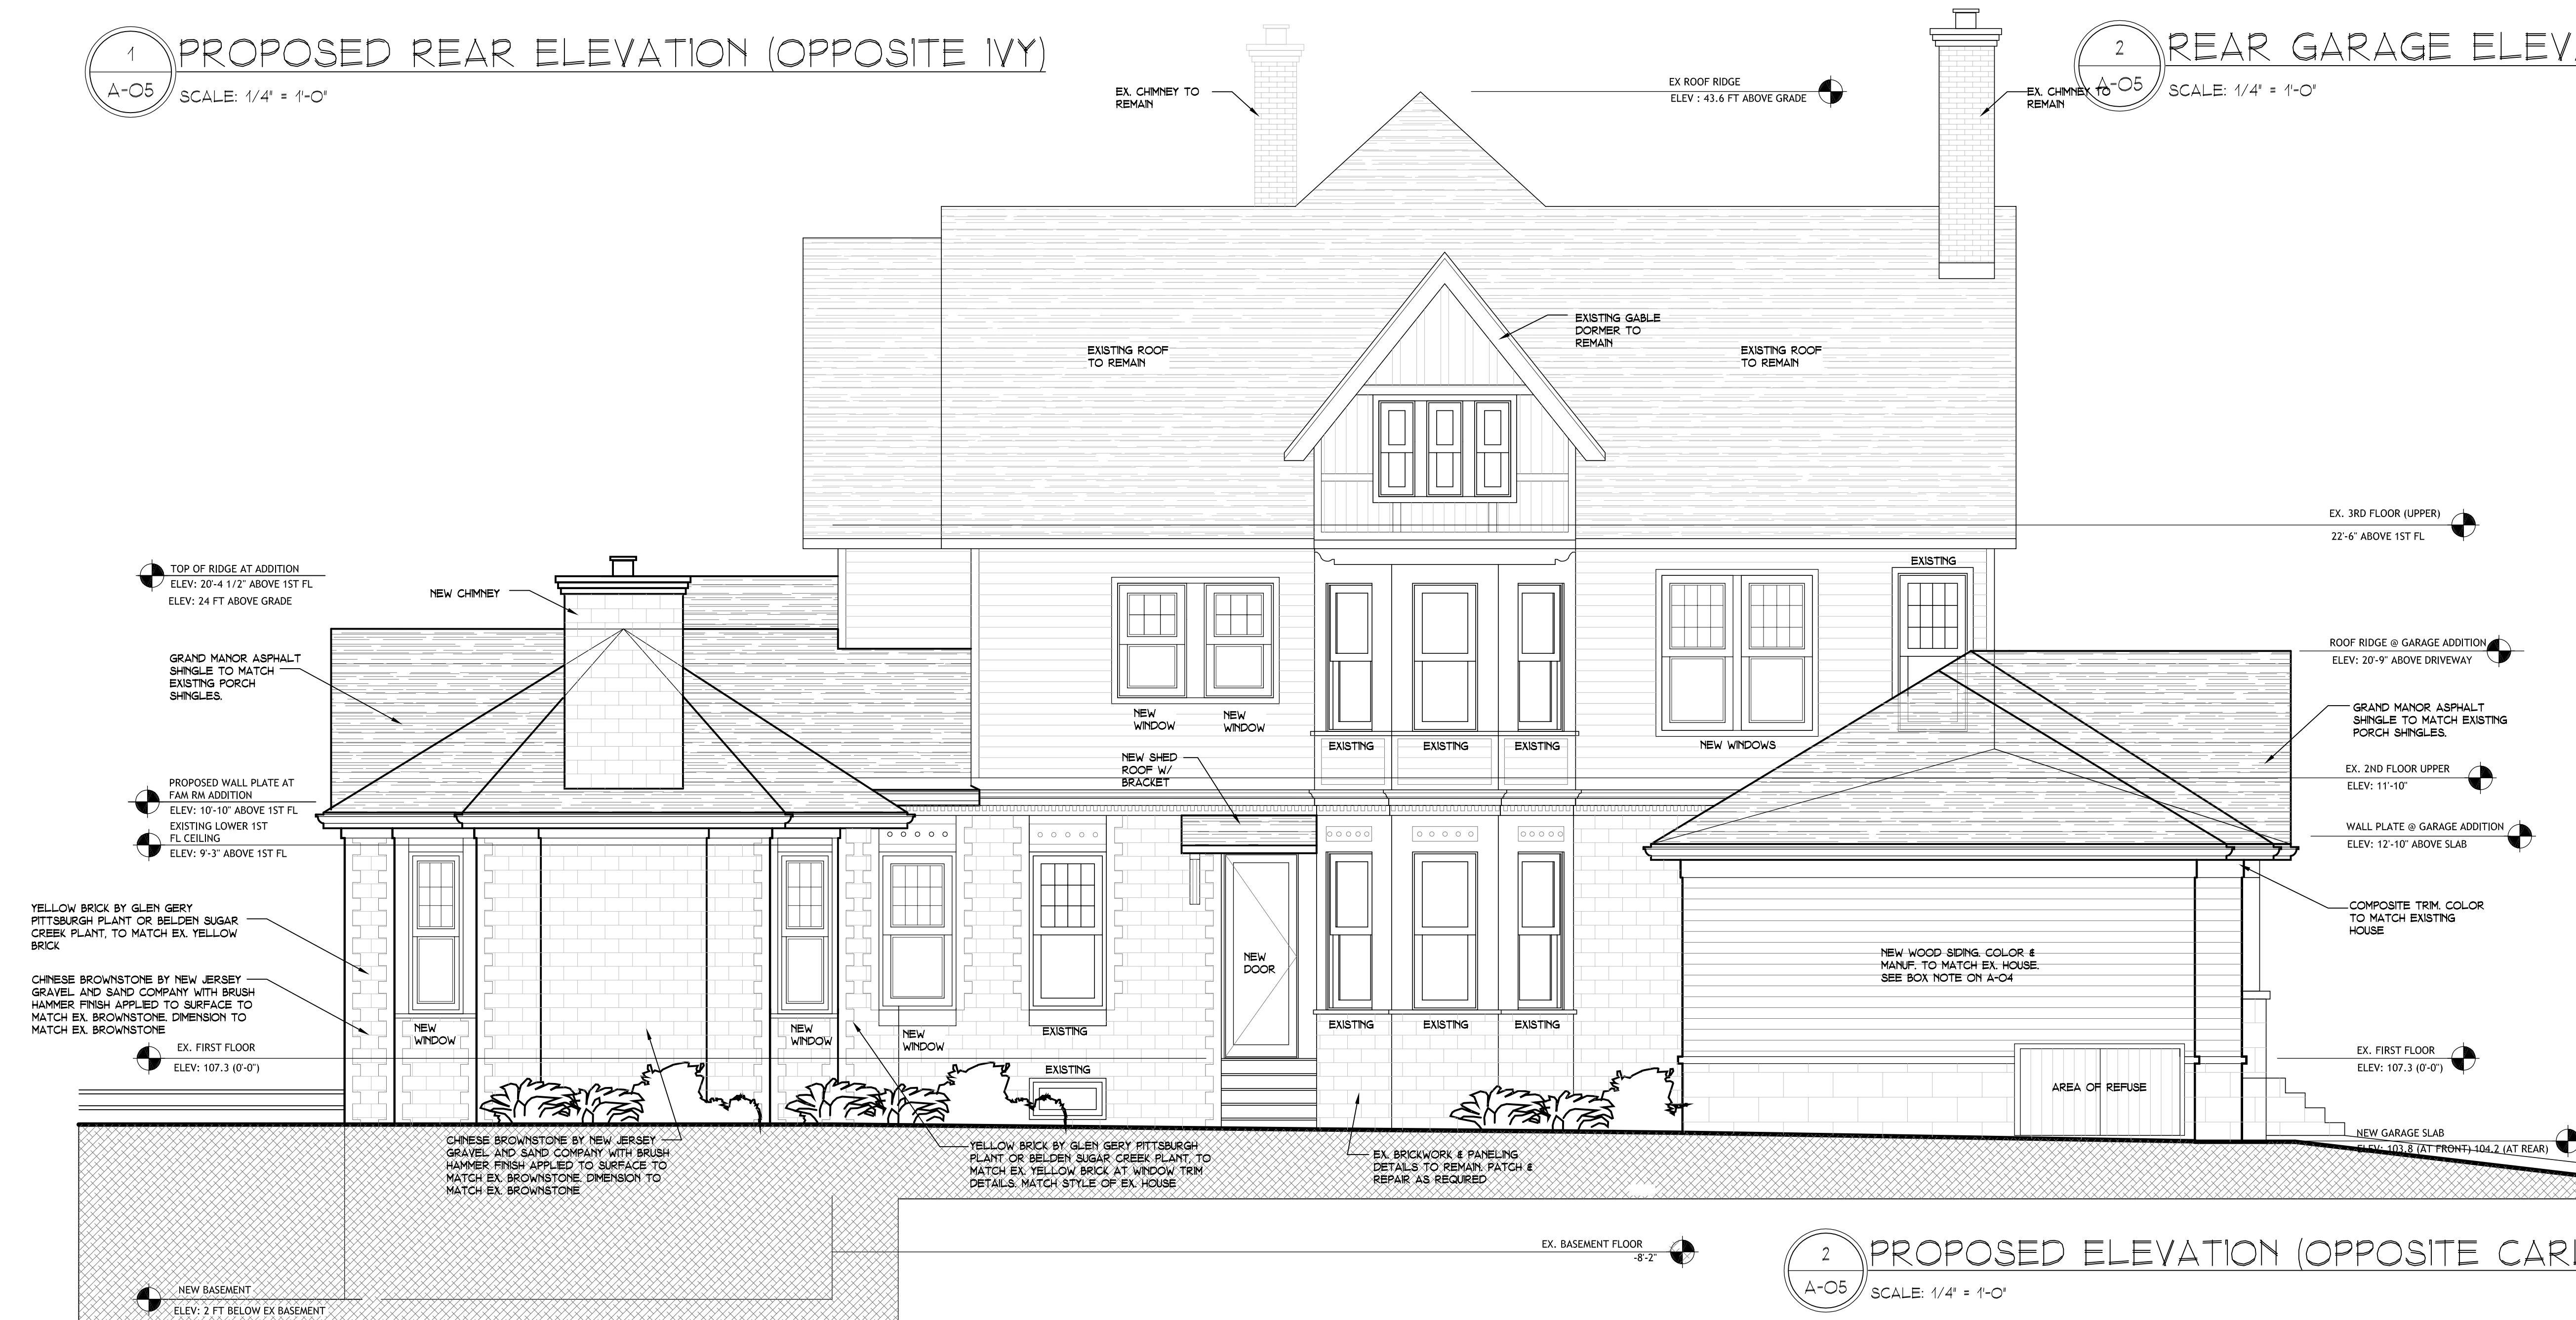 1
A-05
PROPOSED REAR ELEVATION (OPPOSITE IVY)
SCALE: 1/4" = 1'-0"
2
A-05
REAR GARAGE
SCALE: 1/4" = 1'-0"
EX. CHIMNEY TO
REMAIN
EX ROOF RIDGE
ELEV : 43.6 FT ABOVE GRADE
EX. CHIMNEY TO
REMAIN
EXISTING GABLE
DORMER TO
REMAIN
EXISTING ROOF
TO REMAIN
EXISTING ROOF
TO REMAIN
EX. 3RD FLOOR (UPPER)
22'-6" ABOVE 1ST FL
TOP OF RIDGE AT ADDITION
ELEV: 20'-4 1/2" ABOVE 1ST FL
ELEV: 24 FT ABOVE GRADE
NEW CHIMNEY
EXISTING
GRAND MANOR ASPHALT
SHINGLE TO MATCH
EXISTING PORCH
SHINGLES.
ROOF RIDGE @ GARAGE ADDITION
ELEV: 20'-9" ABOVE DRIVEWAY
GRAND MANOR ASPHALT
SHINGLE TO MATCH EXISTING
PORCH SHINGLES.
NEW
WINDOW
NEW
WINDOW
EXISTING
EXISTING
EXISTING
NEW WINDOWS
NEW SHED
ROOF W/
BRACKET
EX. 2ND FLOOR UPPER
ELEV: 11'-10"
PROPOSED WALL PLATE AT
FAM RM ADDITION
ELEV: 10'-10" ABOVE 1ST FL
EXISTING LOWER 1ST
FL CEILING
ELEV: 9'-3" ABOVE 1ST FL
WALL PLATE @ GARAGE ADDITION
ELEV: 12'-10" ABOVE SLAB
YELLOW BRICK BY GLEN GERY
PITTSBURGH PLANT OR BELDEN SUGAR
CREEK PLANT, TO MATCH EX. YELLOW
BRICK
COMPOSITE TRIM. COLOR
TO MATCH EXISTING
HOUSE
NEW
DOOR
NEW WOOD SIDING. COLOR &
MANUF. TO MATCH EX. HOUSE.
SEE BOX NOTE ON A-04
CHINESE BROWNSTONE BY NEW JERSEY
GRAVEL AND SAND COMPANY WITH BRUSH
HAMMER FINISH APPLIED TO SURFACE TO
MATCH EX. BROWNSTONE. DIMENSION TO
MATCH EX. BROWNSTONE
NEW
WINDOW
NEW
WINDOW
NEW
WINDOW
EXISTING
EXISTING
EXISTING
EXISTING
EX. FIRST FLOOR
ELEV: 107.3 (0'-0")
EX. FIRST FLOOR
ELEV: 107.3 (0'-0")
EXISTING
AREA OF REFUSE
NEW GARAGE SLAB
ELEV: 103.8 (AT FRONT) 104.2 (AT REAR)
CHINESE BROWNSTONE BY NEW JERSEY
GRAVEL AND SAND COMPANY WITH BRUSH
HAMMER FINISH APPLIED TO SURFACE TO
MATCH EX. BROWNSTONE. DIMENSION TO
MATCH EX. BROWNSTONE
YELLOW BRICK BY GLEN GERY PITTSBURGH
PLANT OR BELDEN SUGAR CREEK PLANT, TO
MATCH EX. YELLOW BRICK AT WINDOW TRIM
DETAILS. MATCH STYLE OF EX. HOUSE
EX. BRICKWORK & PANELING
DETAILS TO REMAIN. PATCH &
REPAIR AS REQUIRED
EX. BASEMENT FLOOR
-8'-2"
2
A-05
PROPOSED ELEVATION (OPPOSITE
SCALE: 1/4" = 1'-0"
NEW BASEMENT
ELEV: 2 FT BELOW EX BASEMENT